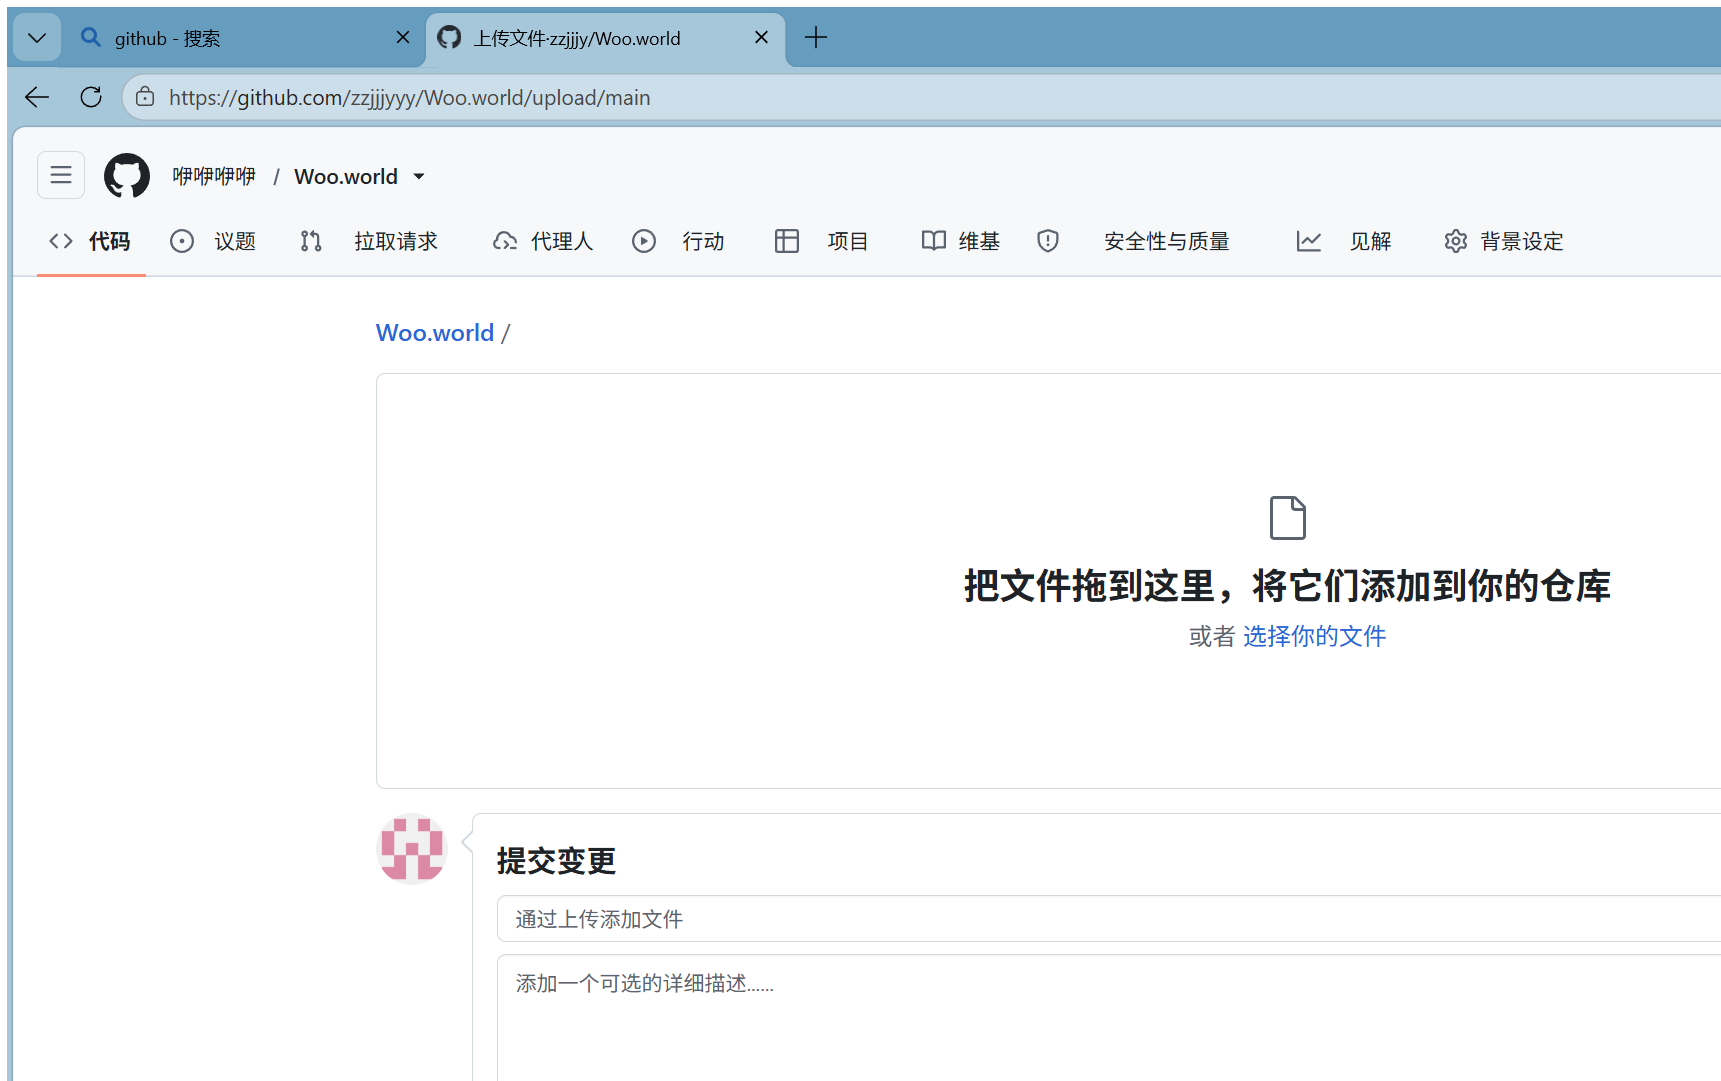 github - 搜索
上传文件·zzjjjy/Woo.world
https://github.com/zzjjjyyy/Woo.world/upload/main
咿咿咿咿 / Woo.world
代码 议题 拉取请求 代理人 行动 项目 维基 安全性与质量 见解 背景设定
Woo.world /
把文件拖到这里，将它们添加到你的仓库
或者 选择你的文件
提交变更
通过上传添加文件
添加一个可选的详细描述......